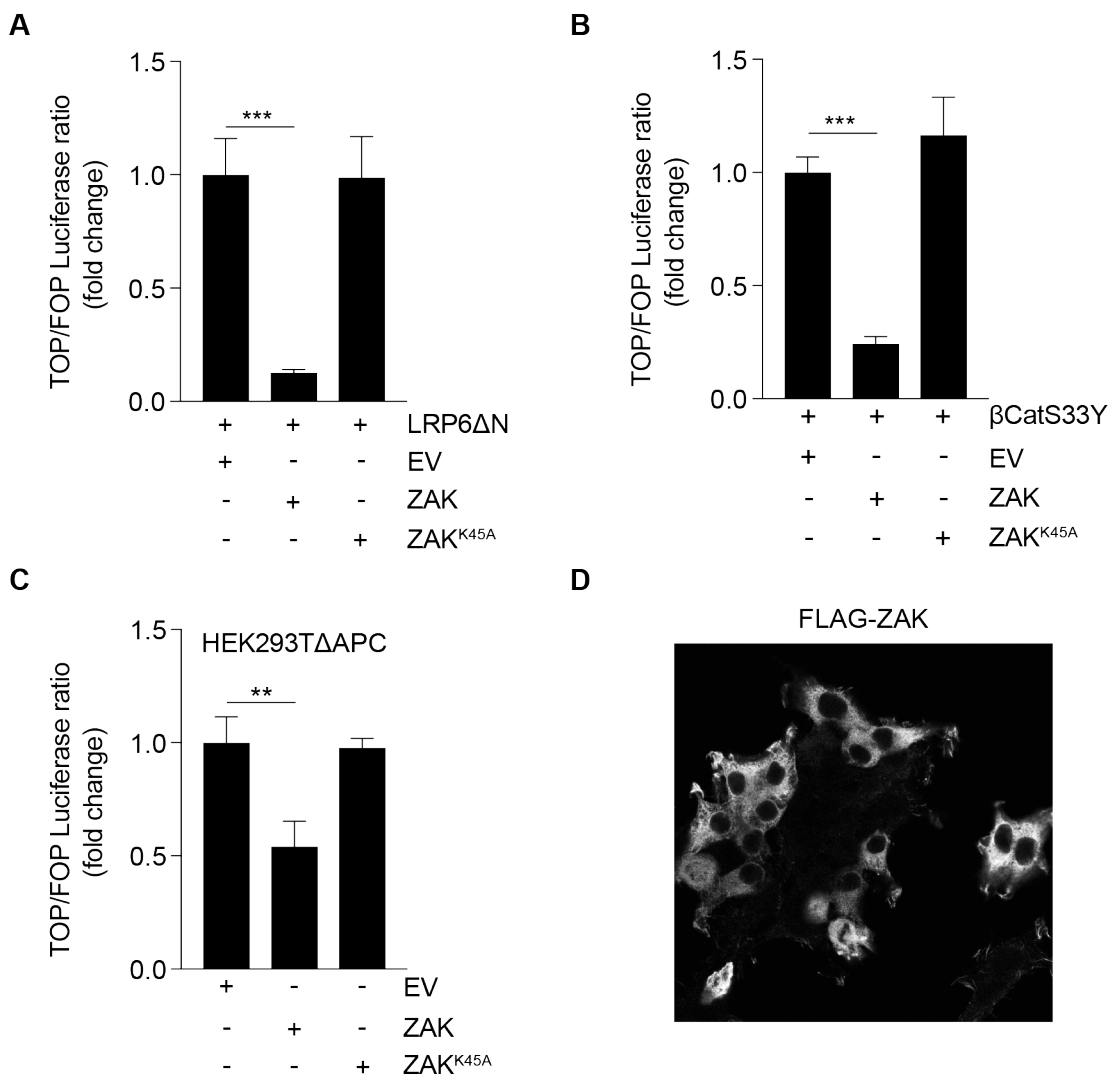 A
TOP/FOP Luciferase ratio
(fold change)
1.5
1.0
0.5
0.0
***
+ + + LRP6ΔN
+ - - EV
- + - ZAK
- - + ZAKK45A
B
TOP/FOP Luciferase ratio
(fold change)
1.5
1.0
0.5
0.0
***
+ + + βCatS33Y
+ - - EV
- + - ZAK
- - + ZAKK45A
C
TOP/FOP Luciferase ratio
(fold change)
1.5
1.0
0.5
0.0
HEK293TΔAPC
**
+ - - EV
- + - ZAK
- - + ZAKK45A
D
FLAG-ZAK